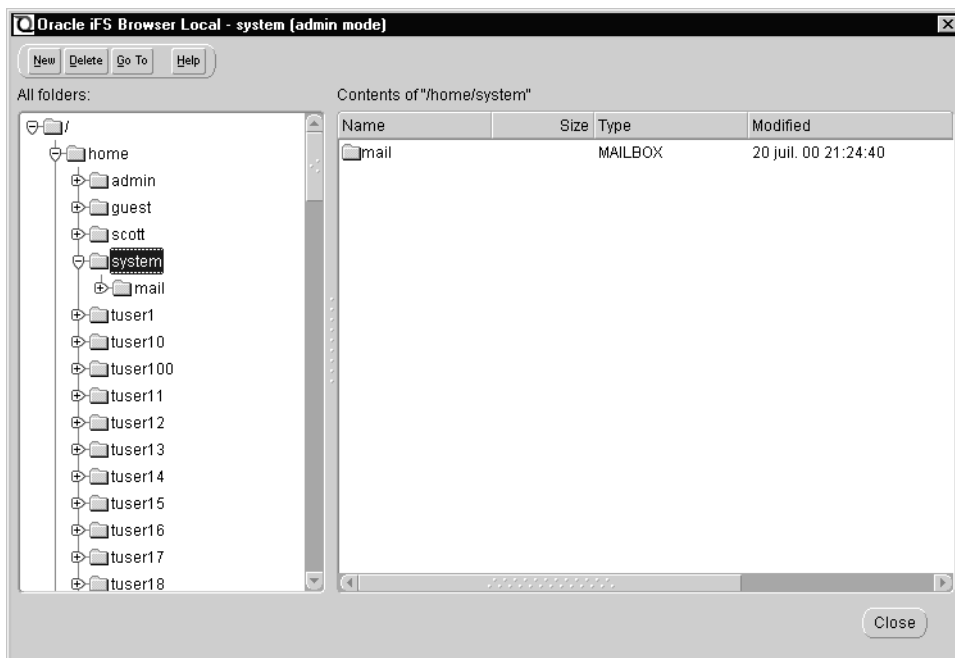 Oracle iFS Browser Local - system (admin mode)
New Delete Go To Help
All folders:
Contents of "/home/system"
Name Size Type Modified
mail MAILBOX 20 juil. 00 21:24:40
/
home
admin
guest
scott
system
mail
tuser1
tuser10
tuser100
tuser11
tuser12
tuser13
tuser14
tuser15
tuser16
tuser17
tuser18
Close